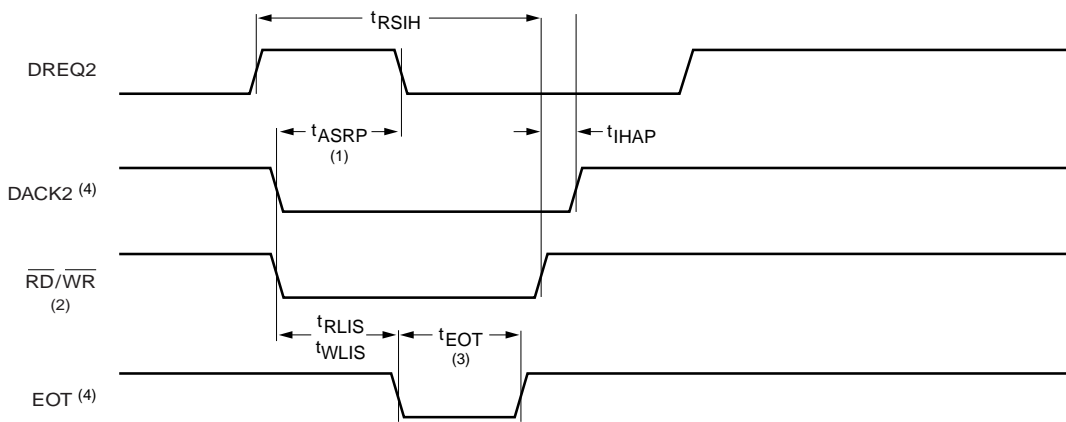 tRSIH
DREQ2
tASRP
(1)
tIHAP
DACK2 (4)
RD/WR
(2)
tRLIS
tWLIS
tEOT
(3)
EOT (4)